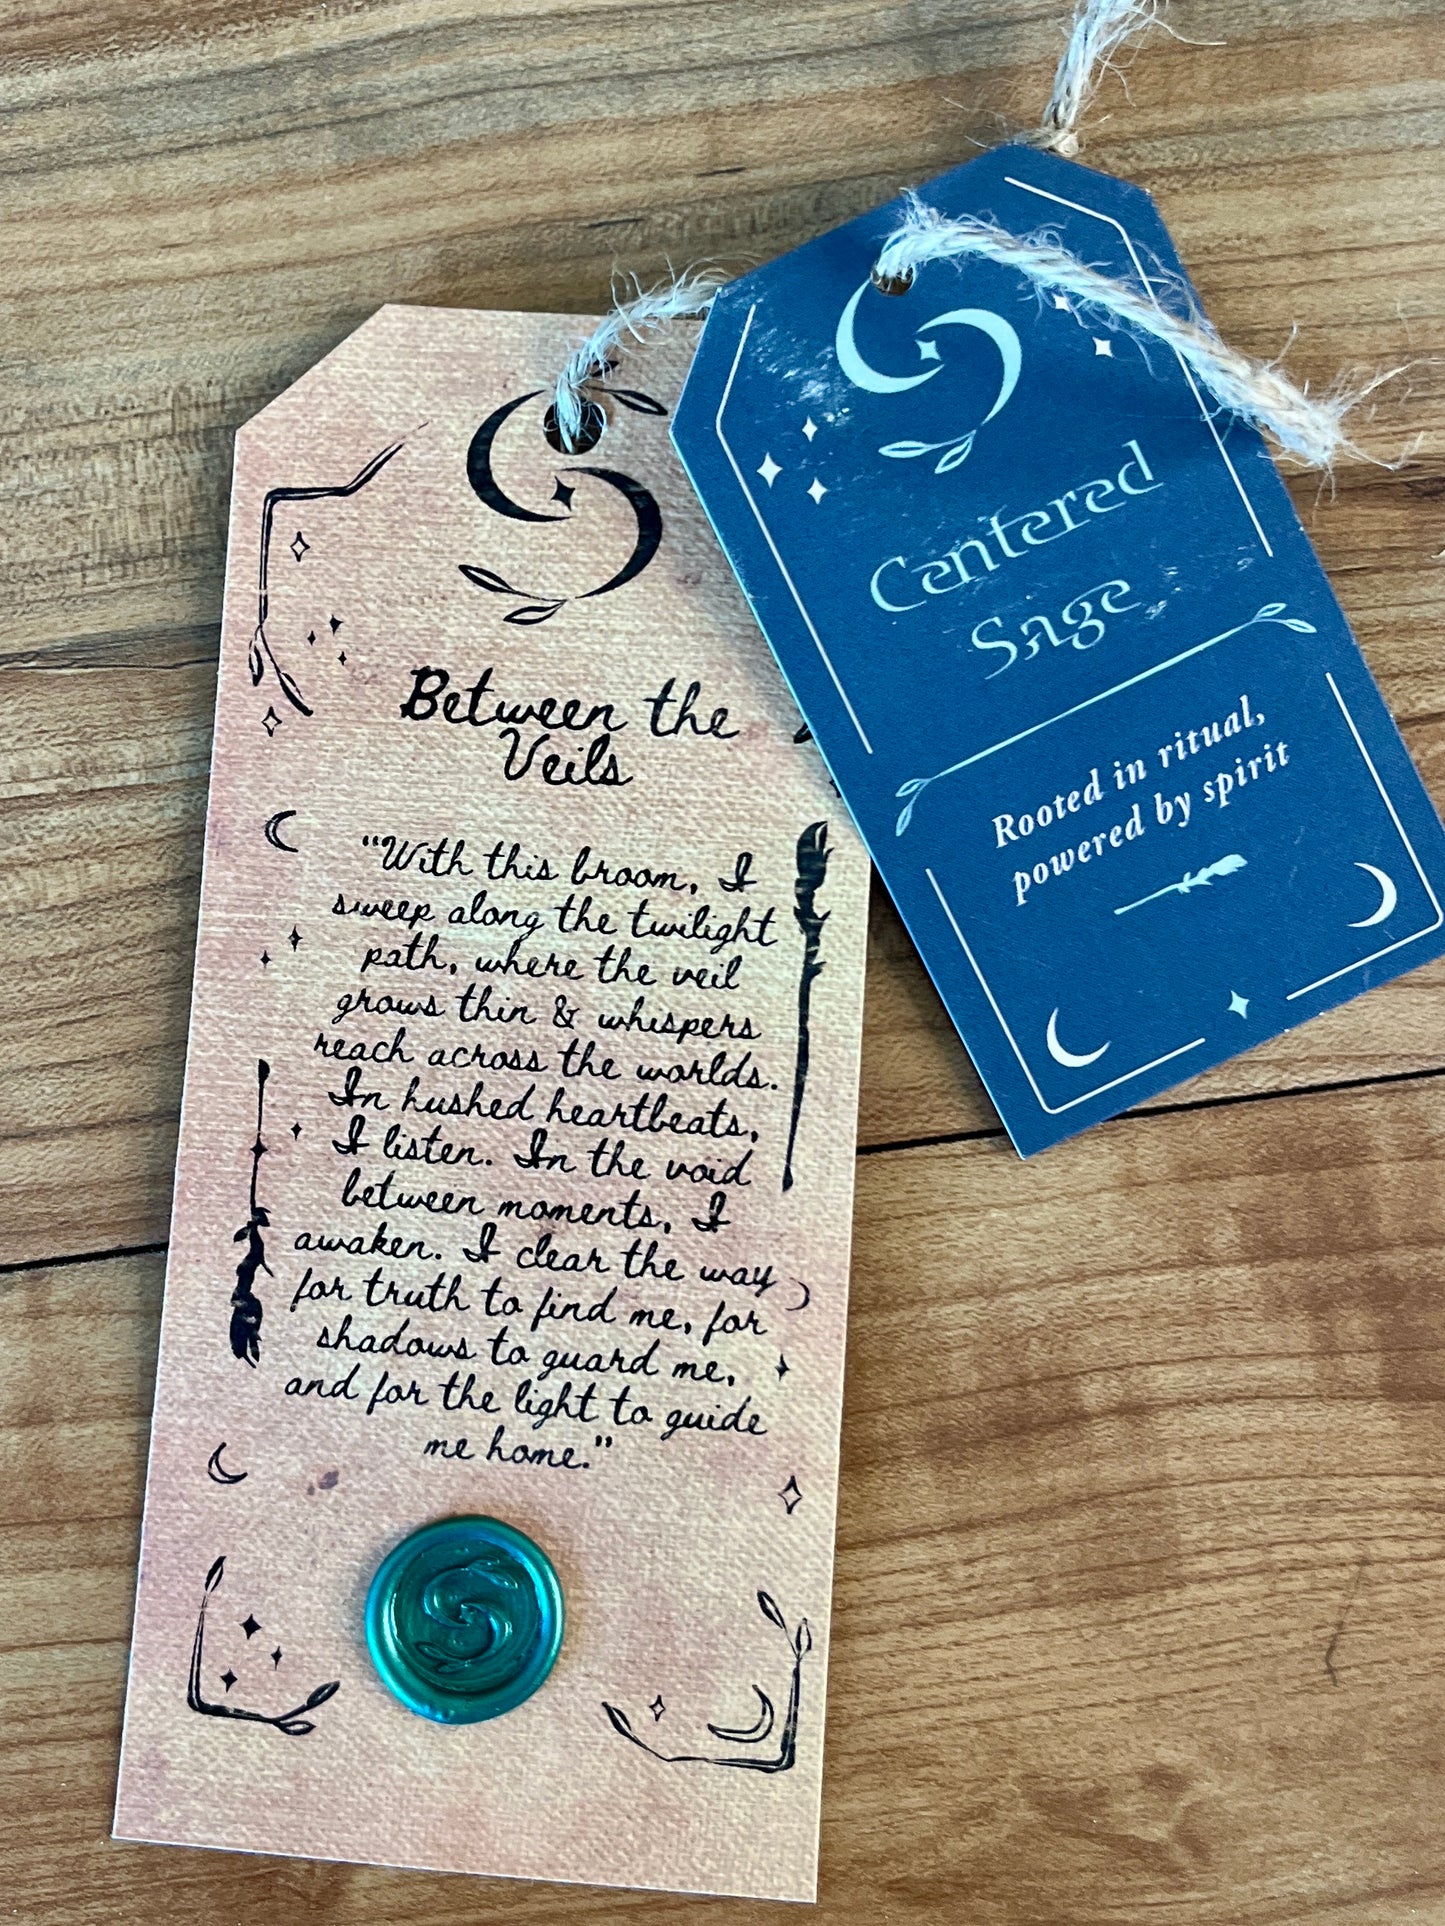 Between the
Veils
"With this broom, I
sweep along the twilight
path, where the veil
grows thin & whispers
reach across the worlds.
In hushed heartbeats,
I listen. In the void
between moments, I
awaken. I clear the way
for truth to find me, for
shadows to guard me,
and for the light to guide
me home."
Centered
Sage
Rooted in ritual,
powered by spirit